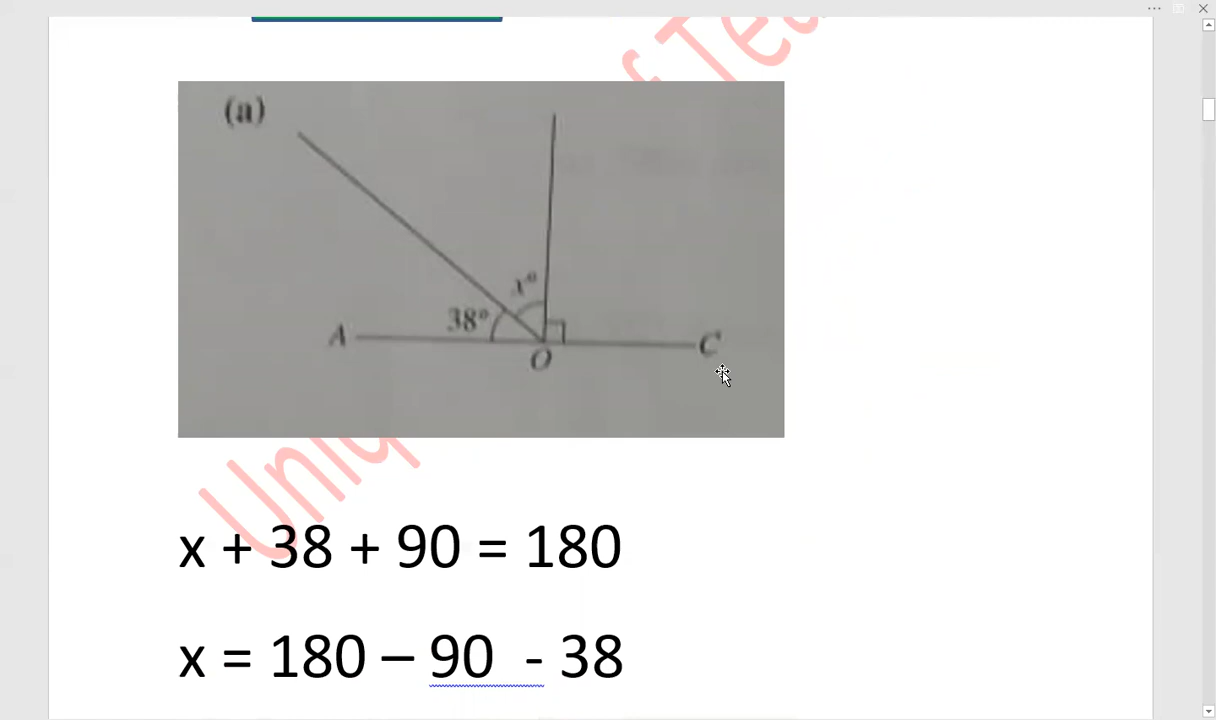 (a)
x°
38°
A
C
O
x + 38 + 90 = 180
x = 180 – 90 - 38